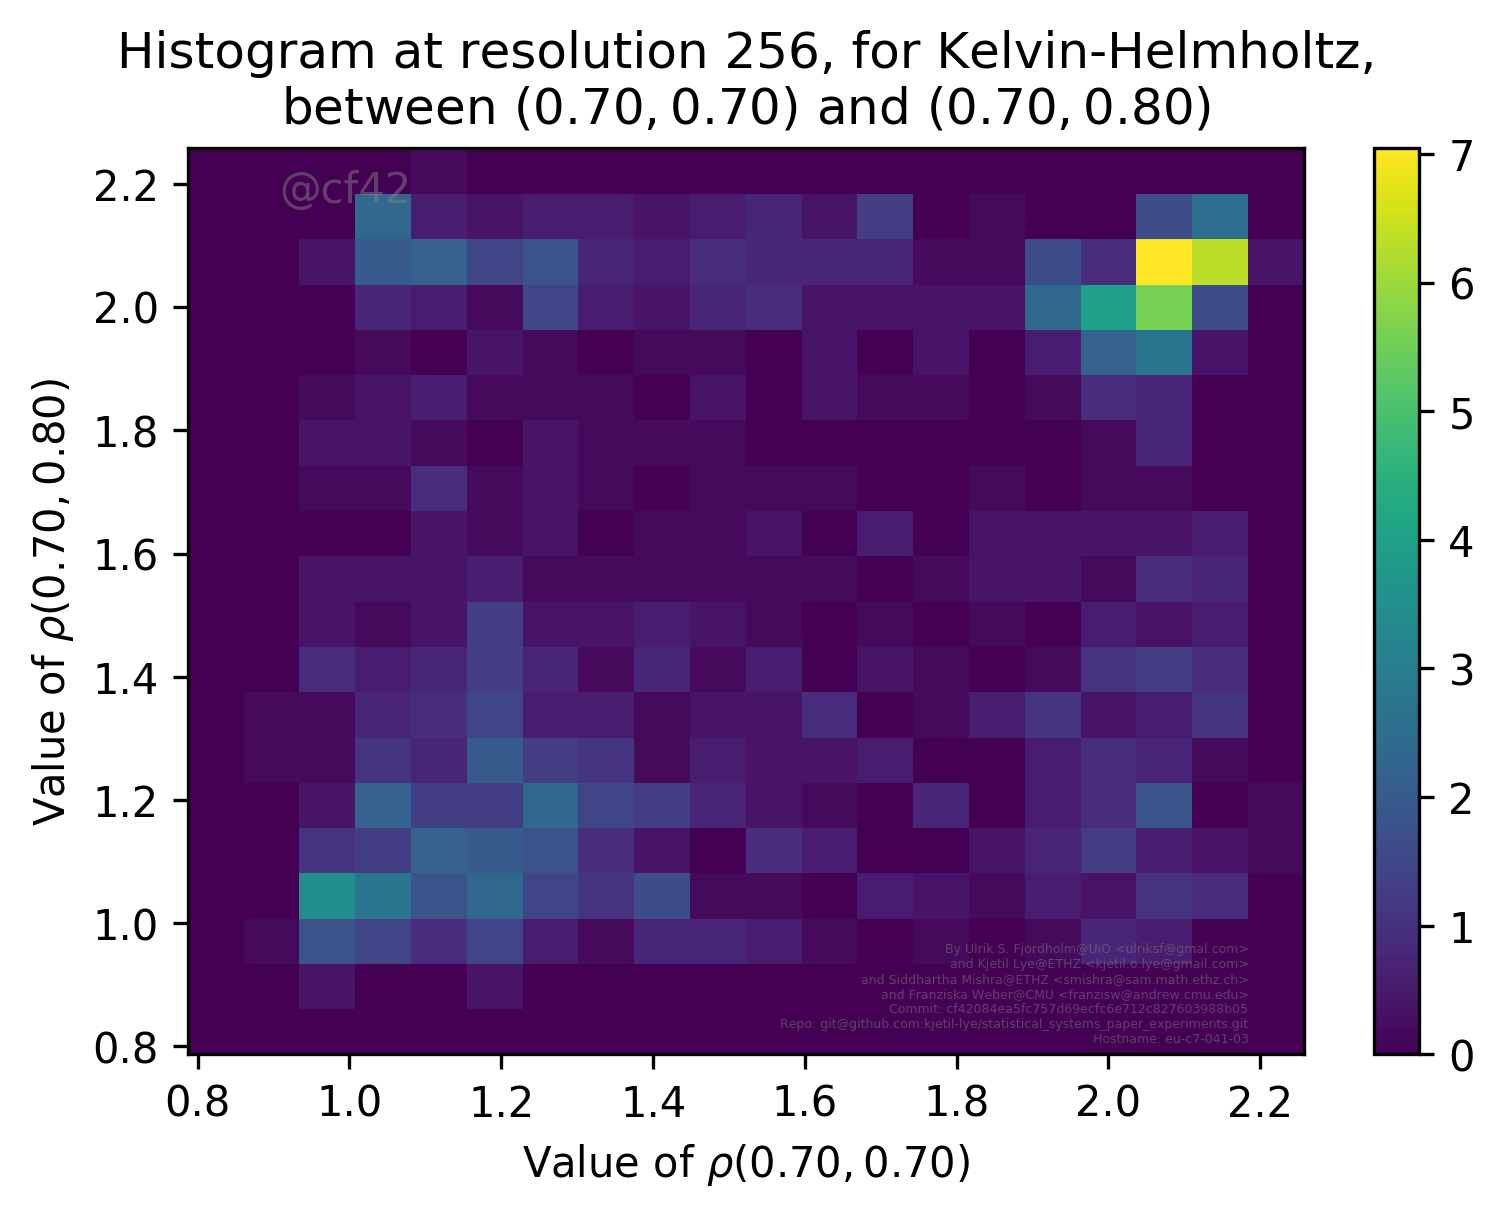 Histogram at resolution 256, for Kelvin-Helmholtz,
between (0.70, 0.70) and (0.70, 0.80)
@cf42
2.2
2.0
1.8
1.6
1.4
1.2
1.0
0.8
Value of ρ(0.70, 0.80)
0.8 1.0 1.2 1.4 1.6 1.8 2.0 2.2
Value of ρ(0.70, 0.70)
7
6
5
4
3
2
1
0
By Ulrik S. Fjordholm@UiO <ulriksf@gmal.com>
and Kjetil Lye@ETHZ <kjetil.o.lye@gmail.com>
and Siddhartha Mishra@ETHZ <smishra@sam.math.ethz.ch>
and Franziska Weber@CMU <franzisw@andrew.cmu.edu>
Commit: cf42084ea5fc757d69ecfc6e712c827603988b05
Repo: git@github.com:kjetil-lye/statistical_systems_paper_experiments.git
Hostname: eu-c7-041-03